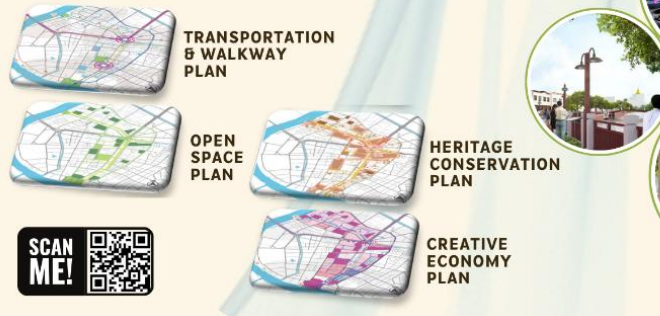 TRANSPORTATION
& WALKWAY
PLAN
OPEN
SPACE
PLAN
HERITAGE
CONSERVATION
PLAN
CREATIVE
ECONOMY
PLAN
SCAN
ME!